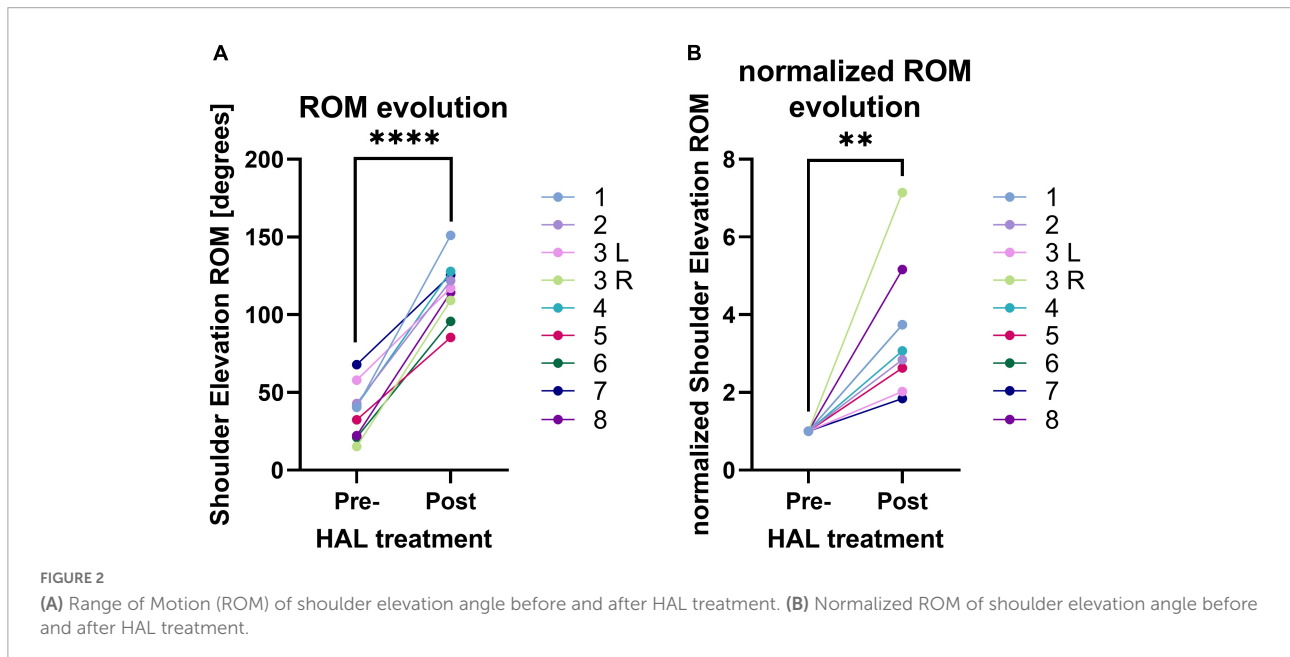 A
ROM evolution
****
Shoulder Elevation ROM [degrees]
200
150
100
50
0
Pre-
Post
HAL treatment
1
2
3 L
3 R
4
5
6
7
8
B
normalized ROM
evolution
**
normalized Shoulder Elevation ROM
8
6
4
2
0
Pre-
Post
HAL treatment
1
2
3 L
3 R
4
5
6
7
8
FIGURE 2
(A) Range of Motion (ROM) of shoulder elevation angle before and after HAL treatment. (B) Normalized ROM of shoulder elevation angle before
and after HAL treatment.